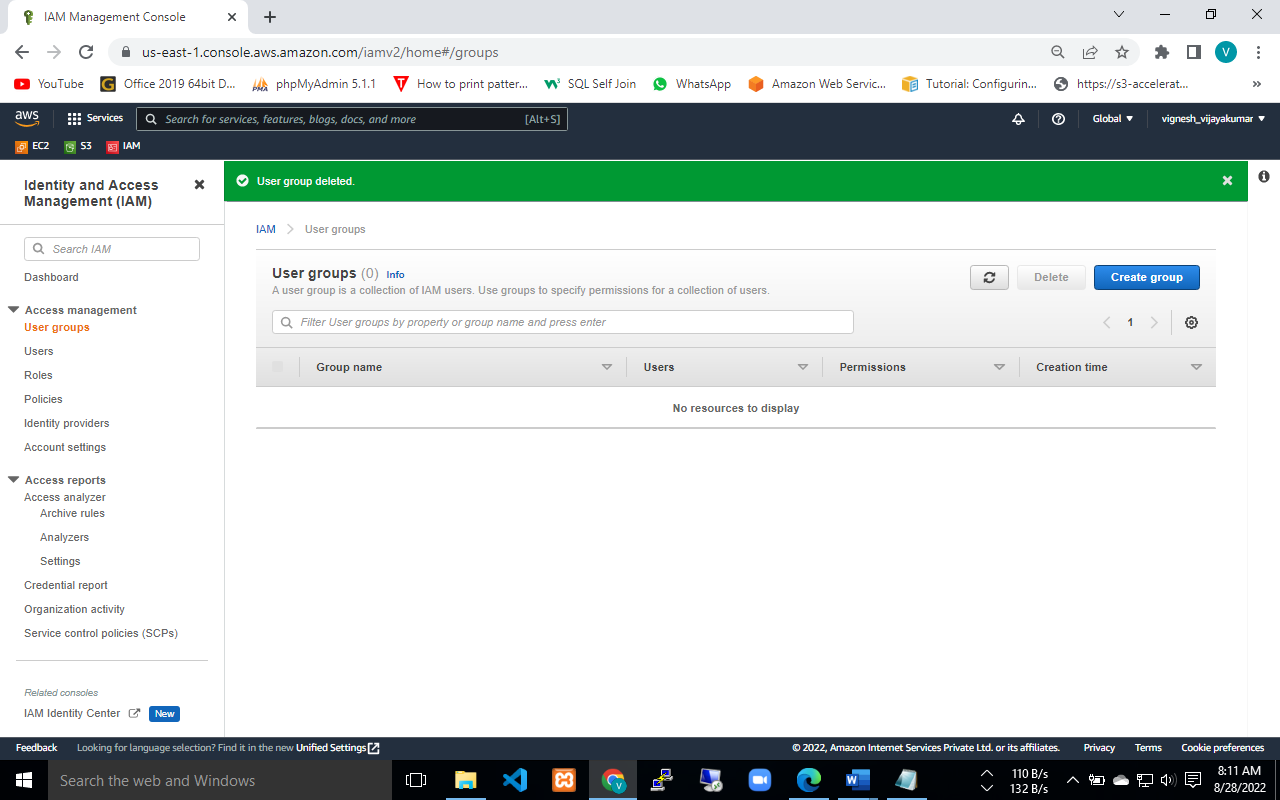 IAM Management Console
us-east-1.console.aws.amazon.com/iamv2/home#/groups
V
YouTube
Office 2019 64bit D...
phpMyAdmin 5.1.1
How to print patter...
SQL Self Join
WhatsApp
Amazon Web Servic...
Tutorial: Configurin...
https://s3-accelerat...
»
aws
Services
Search for services, features, blogs, docs, and more
[Alt+S]
Global
vignesh_vijayakumar
EC2
S3
IAM
Identity and Access
Management (IAM)
Search IAM
Dashboard
Access management
User groups
Users
Roles
Policies
Identity providers
Account settings
Access reports
Access analyzer
Archive rules
Analyzers
Settings
Credential report
Organization activity
Service control policies (SCPs)
Related consoles
IAM Identity Center
New
User group deleted.
IAM
User groups
User groups (0) Info
A user group is a collection of IAM users. Use groups to specify permissions for a collection of users.
Delete
Create group
Filter User groups by property or group name and press enter
1
Group name
Users
Permissions
Creation time
No resources to display
Feedback
Looking for language selection? Find it in the new Unified Settings
© 2022, Amazon Internet Services Private Ltd. or its affiliates.
Privacy
Terms
Cookie preferences
Search the web and Windows
110 B/s
132 B/s
8:11 AM
8/28/2022